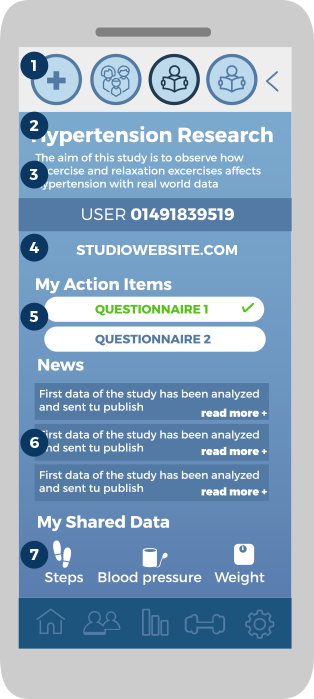 1
2
Hypertension Research
The aim of this study is to observe how
3
excercise and relaxation excercises affects
hypertension with real world data
USER 01491839519
4
STUDIOWEBSITE.COM
My Action Items
5
QUESTIONNAIRE 1
QUESTIONNAIRE 2
News
First data of the study has been analyzed
and sent tu publish
read more +
6
First data of the study has been analyzed
and sent tu publish
read more +
First data of the study has been analyzed
and sent tu publish
read more +
My Shared Data
7
Steps
Blood pressure
Weight